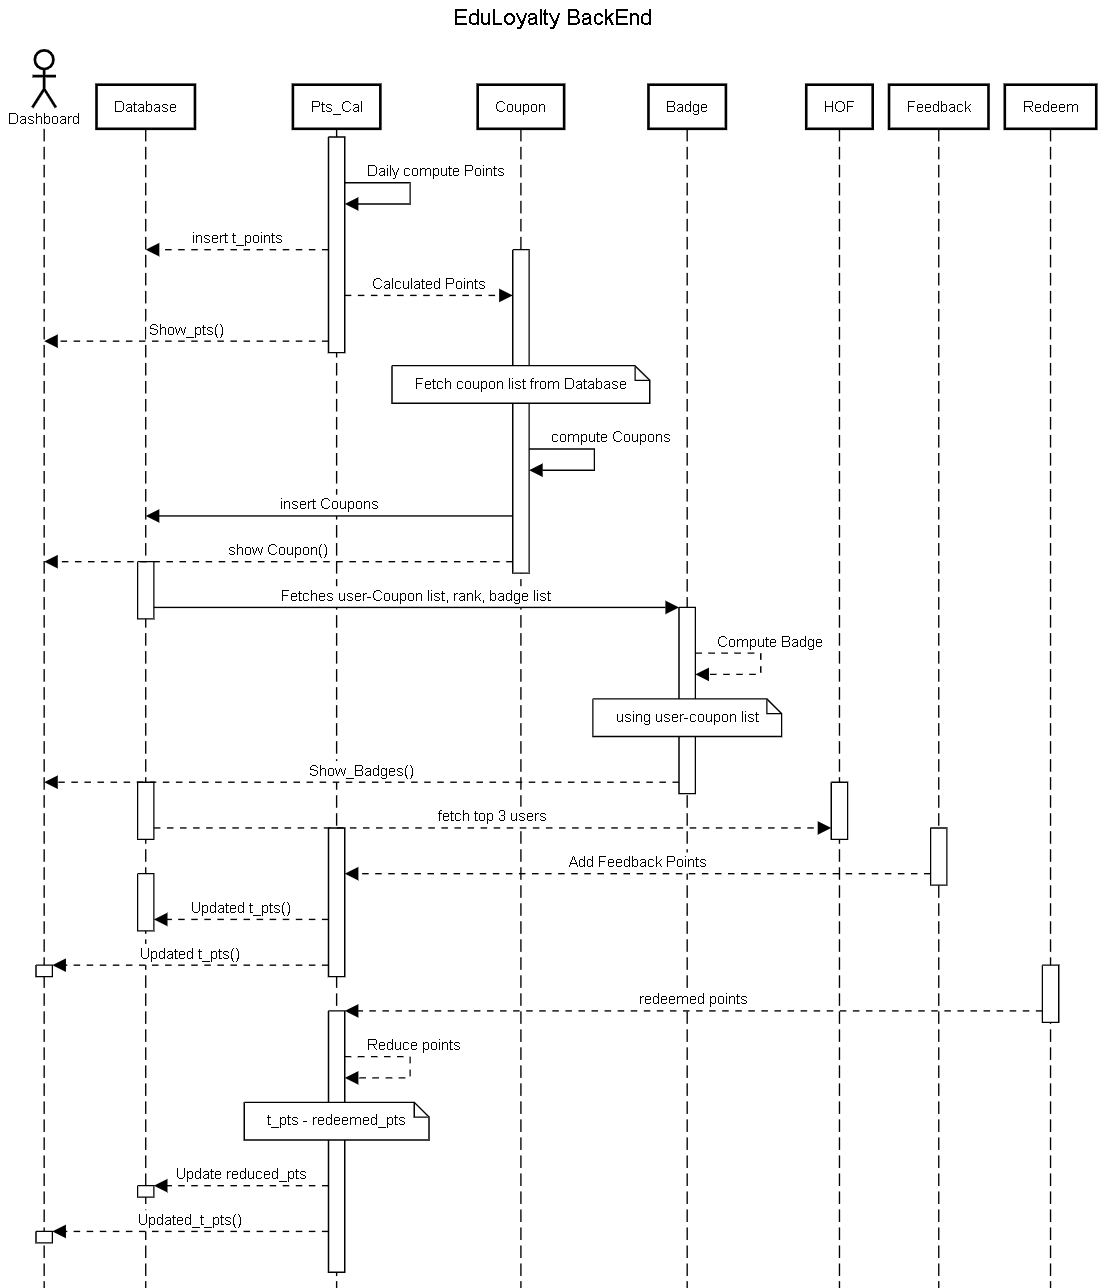 EduLoyalty BackEnd
Dashboard
Database
Pts_Cal
Coupon
Badge
HOF
Feedback
Redeem
Daily compute Points
insert t_points
Calculated Points
Show_pts()
Fetch coupon list from Database
compute Coupons
insert Coupons
show Coupon()
Fetches user-Coupon list, rank, badge list
Compute Badge
using user-coupon list
Show_Badges()
fetch top 3 users
Add Feedback Points
Updated t_pts()
Updated t_pts()
redeemed points
Reduce points
t_pts - redeemed_pts
Update reduced_pts
Updated_t_pts()